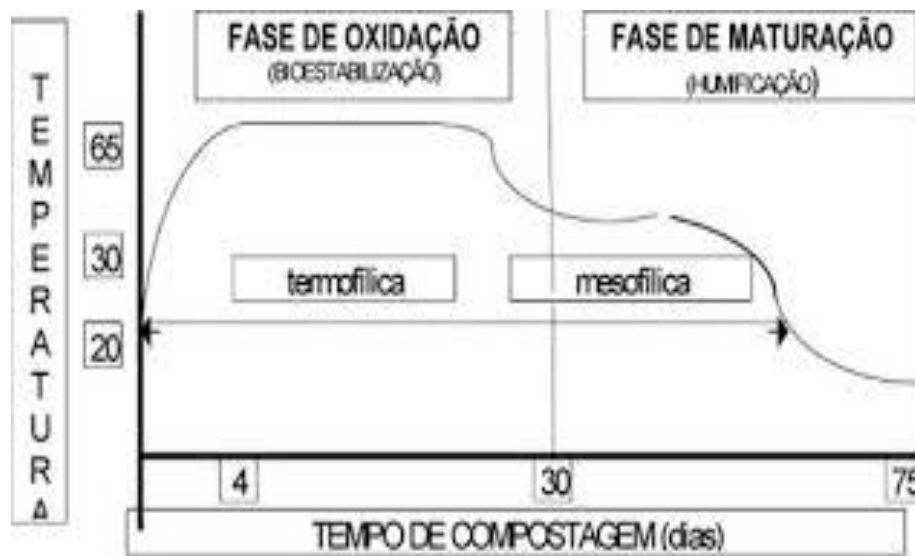 FASE DE OXIDAÇÃO
(BIOESTABILIZAÇÃO)
FASE DE MATURAÇÃO
(HUMIFICAÇÃO)
TEMPERATURA
65
30
20
termofílica
mesofílica
4
30
75
TEMPO DE COMPOSTAGEM (dias)